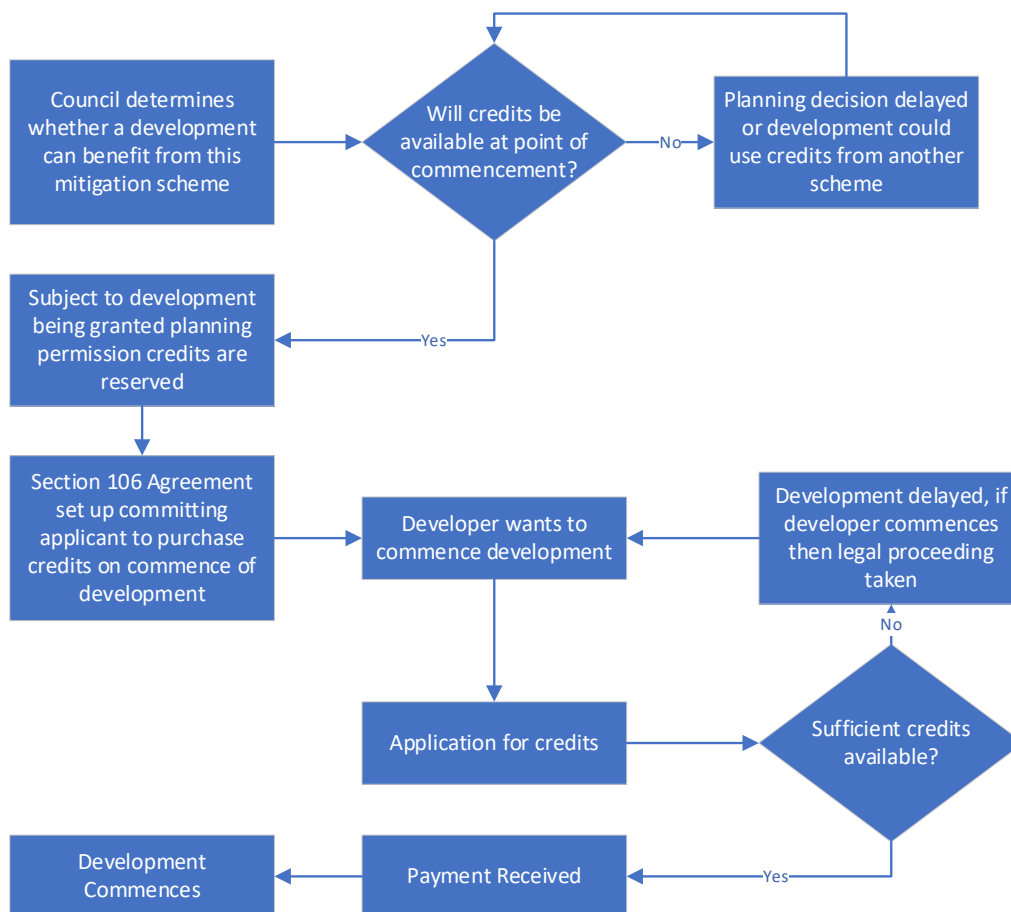 Council determines
whether a development
can benefit from this
mitigation scheme
Will credits be
available at point of
commencement?
No
Planning decision delayed
or development could
use credits from another
scheme
Yes
Subject to development
being granted planning
permission credits are
reserved
Section 106 Agreement
set up committing
applicant to purchase
credits on commence of
development
Developer wants to
commence development
Development delayed, if
developer commences
then legal proceeding
taken
No
Application for credits
Sufficient credits
available?
Yes
Payment Received
Development
Commences